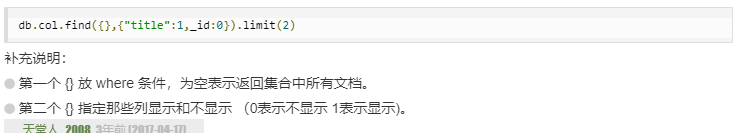 db.col.find({},{"title":1,_id:0}).limit(2)
补充说明：
第一个 {} 放 where 条件，为空表示返回集合中所有文档。
第二个 {} 指定那些列显示和不显示 （0表示不显示 1表示显示)。
天堂人 2008 3年前 (2017-04-17)